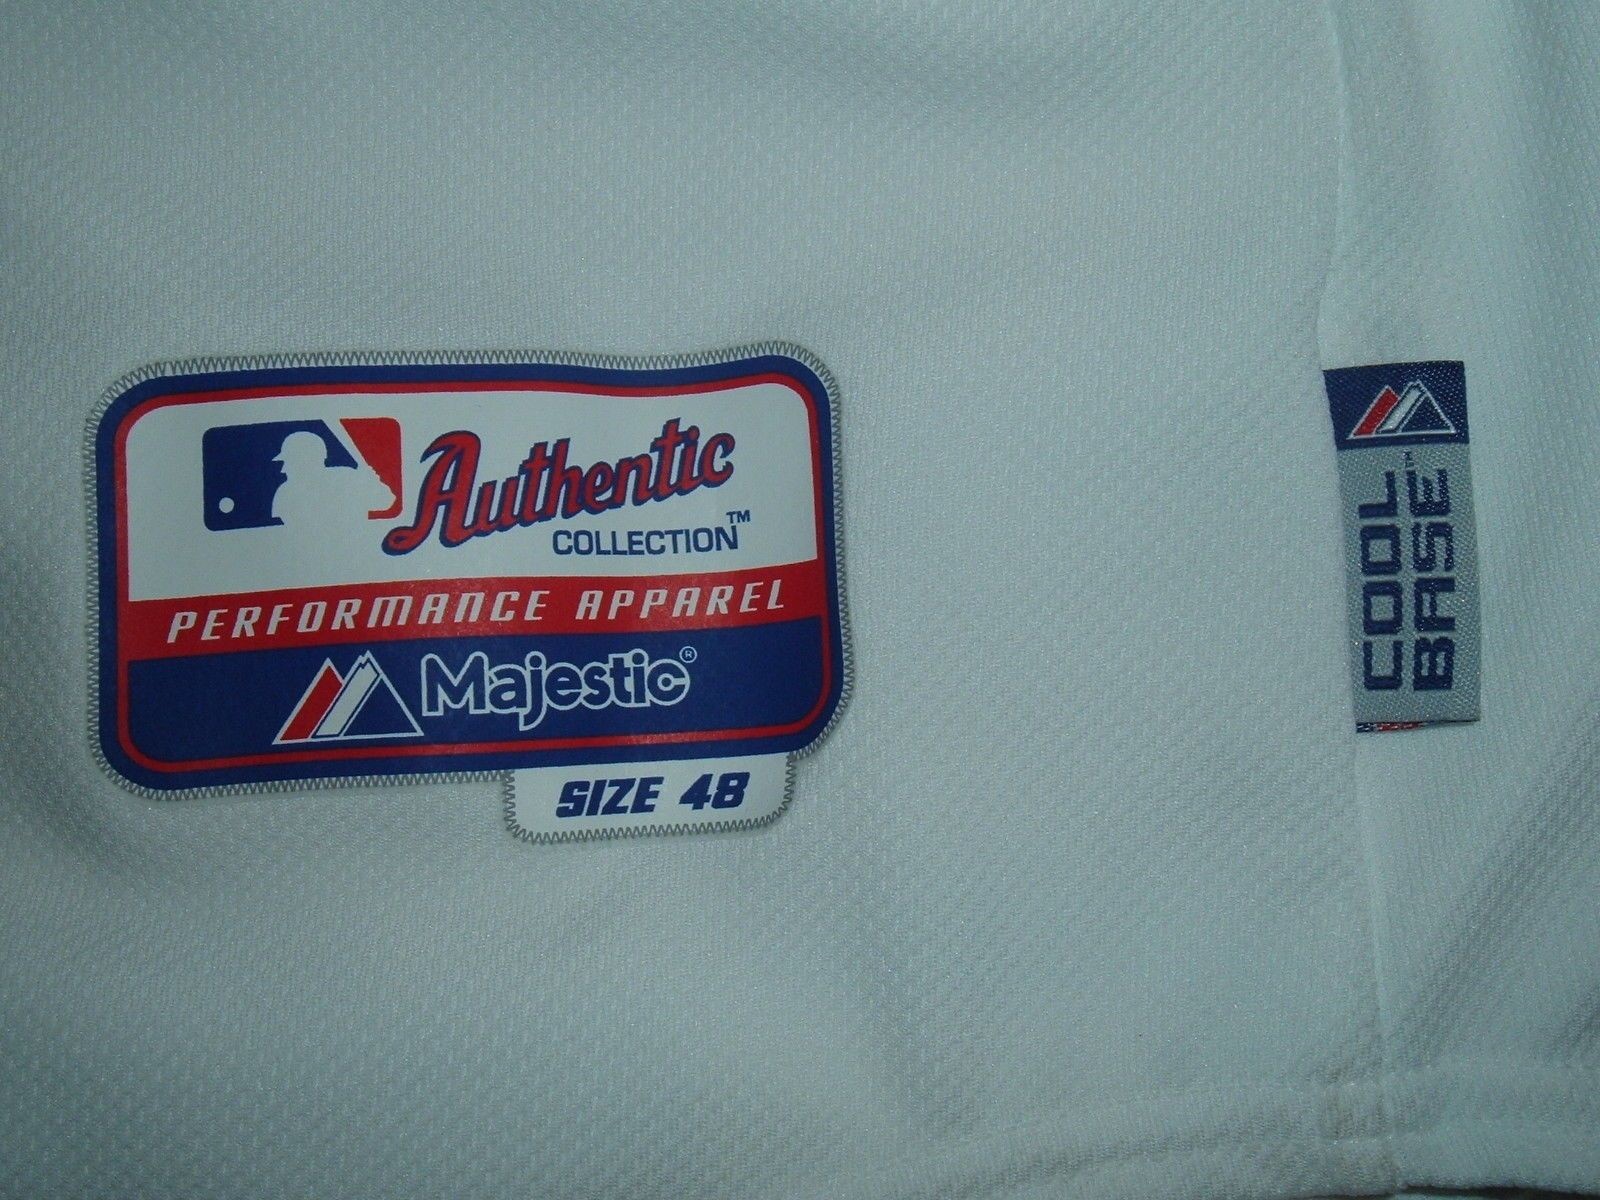 Authentic
COLLECTION™
PERFORMANCE APPAREL
Majestic®
SIZE 48
COOL
BASE™